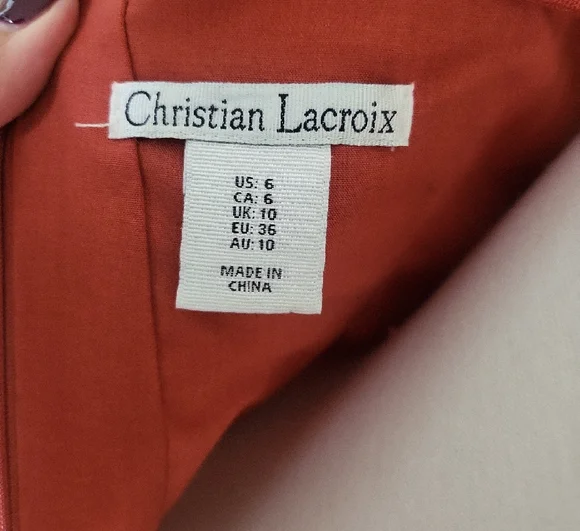 Christian Lacroix
US: 6
CA: 6
UK: 10
EU: 36
AU: 10
MADE IN
CHINA